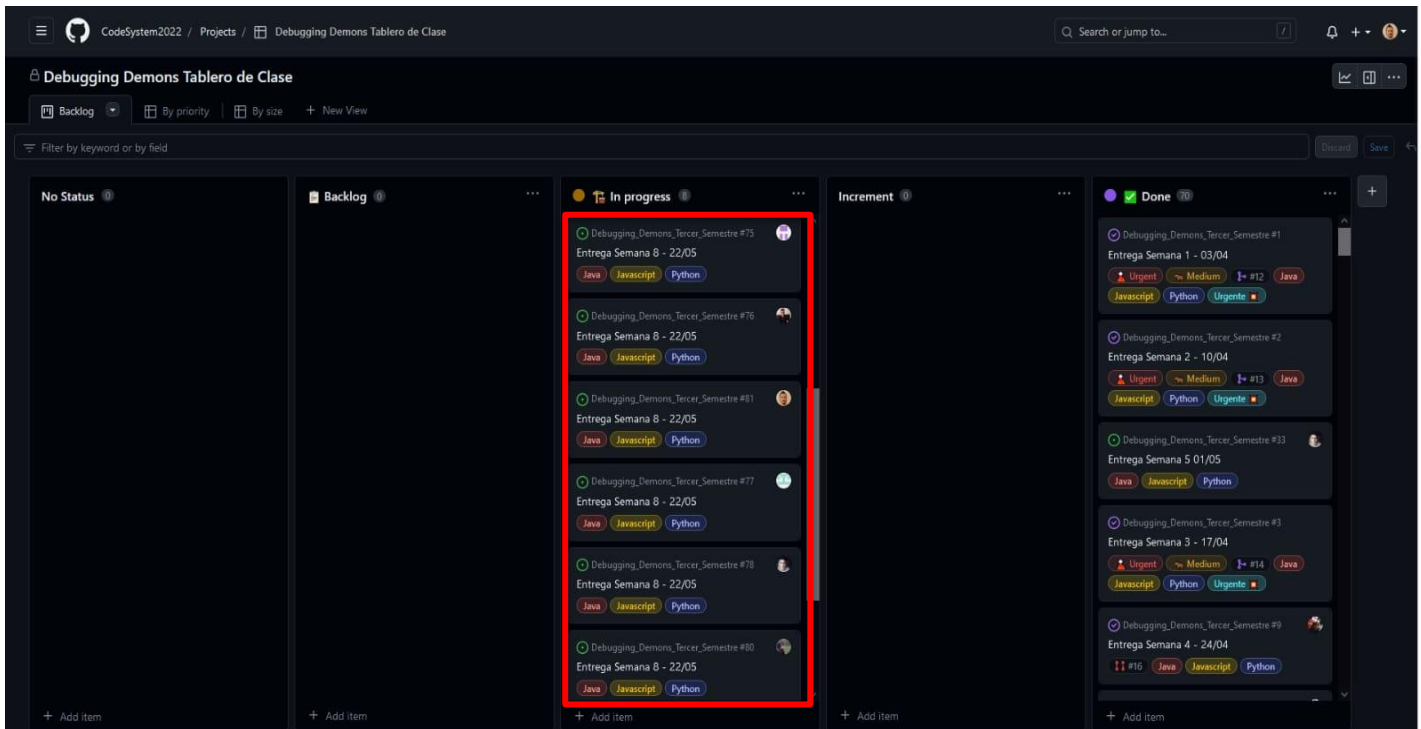 CodeSystem2022 / Projects / Debugging Demons Tablero de Clase
Search or jump to... /
Debugging Demons Tablero de Clase
Backlog By priority By size + New View
Filter by keyword or by field
Discard Save
No Status 0
+ Add item
Backlog 0
+ Add item
In progress 8
Debugging_Demons_Tercer_Semestre #75
Entrega Semana 8 - 22/05
Java Javascript Python
Debugging_Demons_Tercer_Semestre #76
Entrega Semana 8 - 22/05
Java Javascript Python
Debugging_Demons_Tercer_Semestre #81
Entrega Semana 8 - 22/05
Java Javascript Python
Debugging_Demons_Tercer_Semestre #77
Entrega Semana 8 - 22/05
Java Javascript Python
Debugging_Demons_Tercer_Semestre #78
Entrega Semana 8 - 22/05
Java Javascript Python
Debugging_Demons_Tercer_Semestre #80
Entrega Semana 8 - 22/05
Java Javascript Python
+ Add item
Increment 0
+ Add item
Done 70
Debugging_Demons_Tercer_Semestre #1
Entrega Semana 1 - 03/04
Urgent Medium #12 Java
Javascript Python Urgente
Debugging_Demons_Tercer_Semestre #2
Entrega Semana 2 - 10/04
Urgent Medium #13 Java
Javascript Python Urgente
Debugging_Demons_Tercer_Semestre #33
Entrega Semana 5 01/05
Java Javascript Python
Debugging_Demons_Tercer_Semestre #3
Entrega Semana 3 - 17/04
Urgent Medium #14 Java
Javascript Python Urgente
Debugging_Demons_Tercer_Semestre #9
Entrega Semana 4 - 24/04
#16 Java Javascript Python
+ Add item